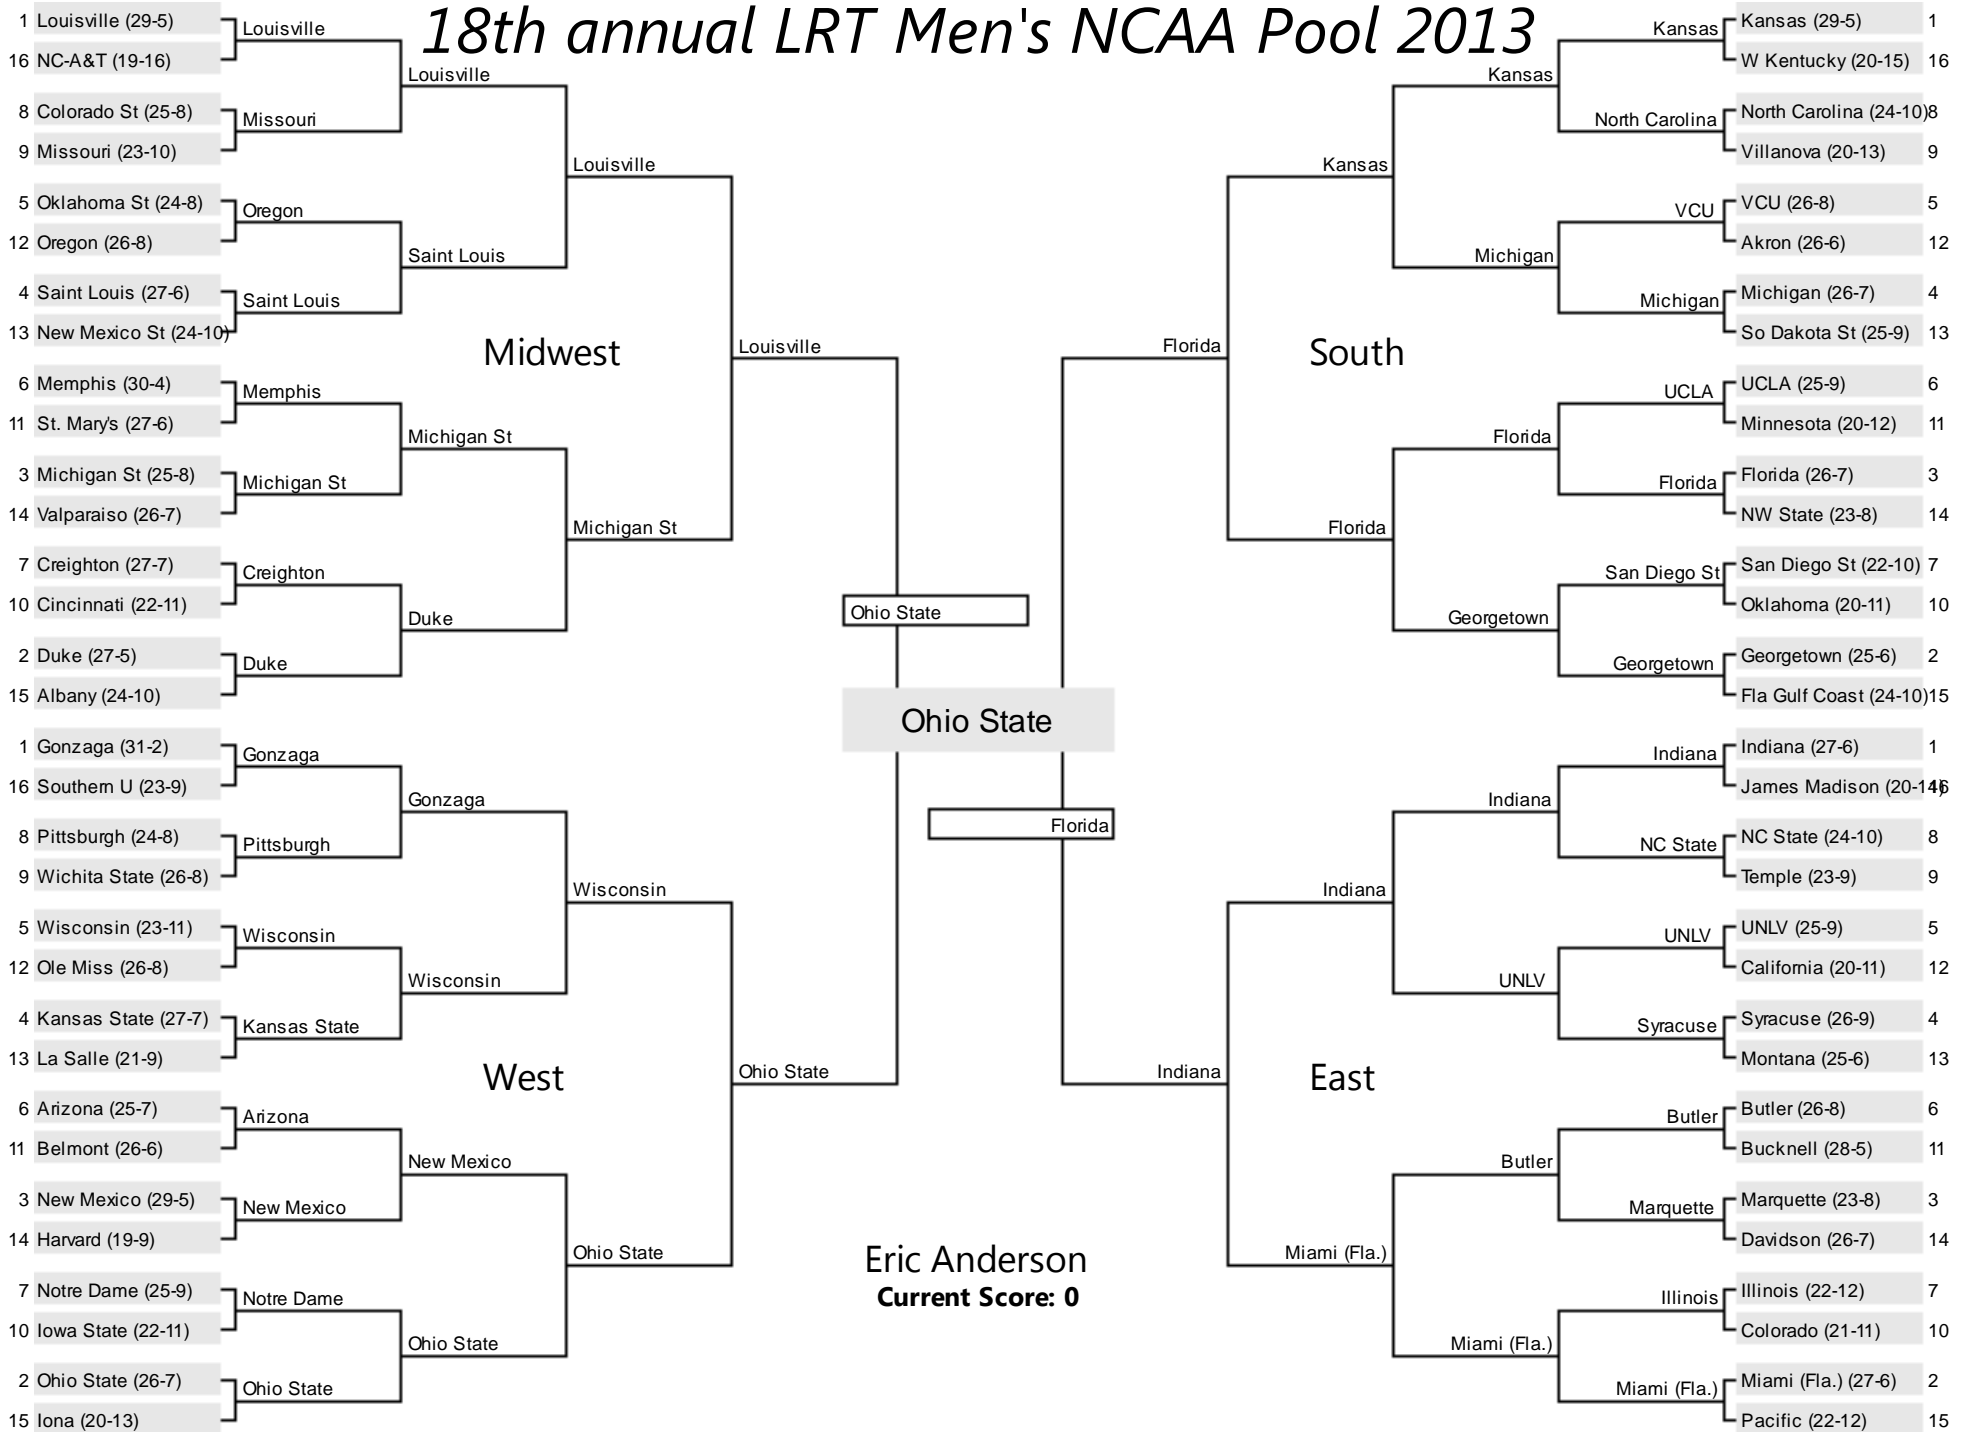 18th annual LRT Men's NCAA Pool 2013
1 Louisville (29-5)
16 NC-A&T (19-16)
8 Colorado St (25-8)
9 Missouri (23-10)
5 Oklahoma St (24-8)
12 Oregon (26-8)
4 Saint Louis (27-6)
13 New Mexico St (24-10)
6 Memphis (30-4)
11 St. Mary's (27-6)
3 Michigan St (25-8)
14 Valparaiso (26-7)
7 Creighton (27-7)
10 Cincinnati (22-11)
2 Duke (27-5)
15 Albany (24-10)
1 Gonzaga (31-2)
16 Southern U (23-9)
8 Pittsburgh (24-8)
9 Wichita State (26-8)
5 Wisconsin (23-11)
12 Ole Miss (26-8)
4 Kansas State (27-7)
13 La Salle (21-9)
6 Arizona (25-7)
11 Belmont (26-6)
3 New Mexico (29-5)
14 Harvard (19-9)
7 Notre Dame (25-9)
10 Iowa State (22-11)
2 Ohio State (26-7)
15 Iona (20-13)
Louisville
Missouri
Oregon
Saint Louis
Memphis
Michigan St
Creighton
Duke
Gonzaga
Pittsburgh
Wisconsin
Kansas State
Arizona
New Mexico
Notre Dame
Ohio State
Louisville
Saint Louis
Michigan St
Duke
Gonzaga
Wisconsin
New Mexico
Ohio State
Louisville
Michigan St
Wisconsin
Ohio State
Midwest
West
Louisville
Ohio State
Ohio State
Ohio State
Florida
Eric Anderson
Current Score: 0
Florida
Indiana
South
East
Kansas
Florida
Indiana
Miami (Fla.)
Kansas
Michigan
Florida
Georgetown
Indiana
UNLV
Butler
Miami (Fla.)
Kansas
North Carolina
VCU
Michigan
UCLA
Florida
San Diego St
Georgetown
Indiana
NC State
UNLV
Syracuse
Butler
Marquette
Illinois
Miami (Fla.)
Kansas (29-5) 1
W Kentucky (20-15) 16
North Carolina (24-10) 8
Villanova (20-13) 9
VCU (26-8) 5
Akron (26-6) 12
Michigan (26-7) 4
So Dakota St (25-9) 13
UCLA (25-9) 6
Minnesota (20-12) 11
Florida (26-7) 3
NW State (23-8) 14
San Diego St (22-10) 7
Oklahoma (20-11) 10
Georgetown (25-6) 2
Fla Gulf Coast (24-10) 15
Indiana (27-6) 1
James Madison (20-14) 16
NC State (24-10) 8
Temple (23-9) 9
UNLV (25-9) 5
California (20-11) 12
Syracuse (26-9) 4
Montana (25-6) 13
Butler (26-8) 6
Bucknell (28-5) 11
Marquette (23-8) 3
Davidson (26-7) 14
Illinois (22-12) 7
Colorado (21-11) 10
Miami (Fla.) (27-6) 2
Pacific (22-12) 15